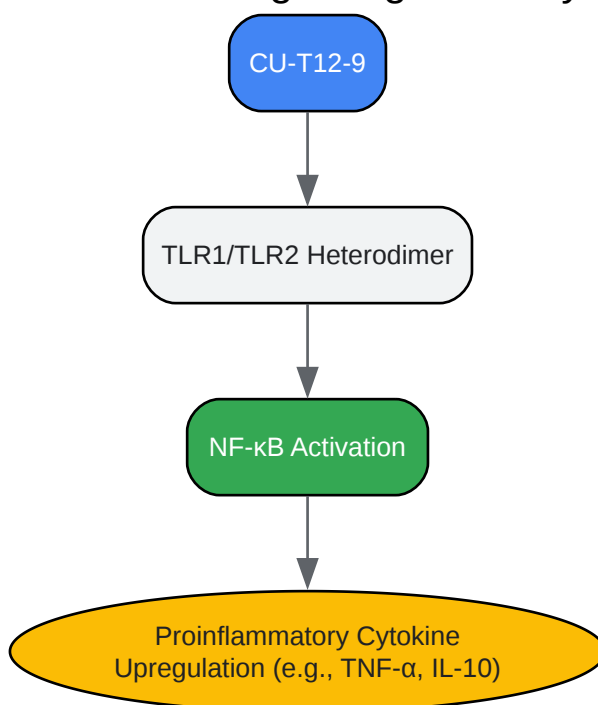 CU-T12-9
TLR1/TLR2 Heterodimer
NF-κB Activation
Proinflammatory Cytokine
Upregulation (e.g., TNF-α, IL-10)